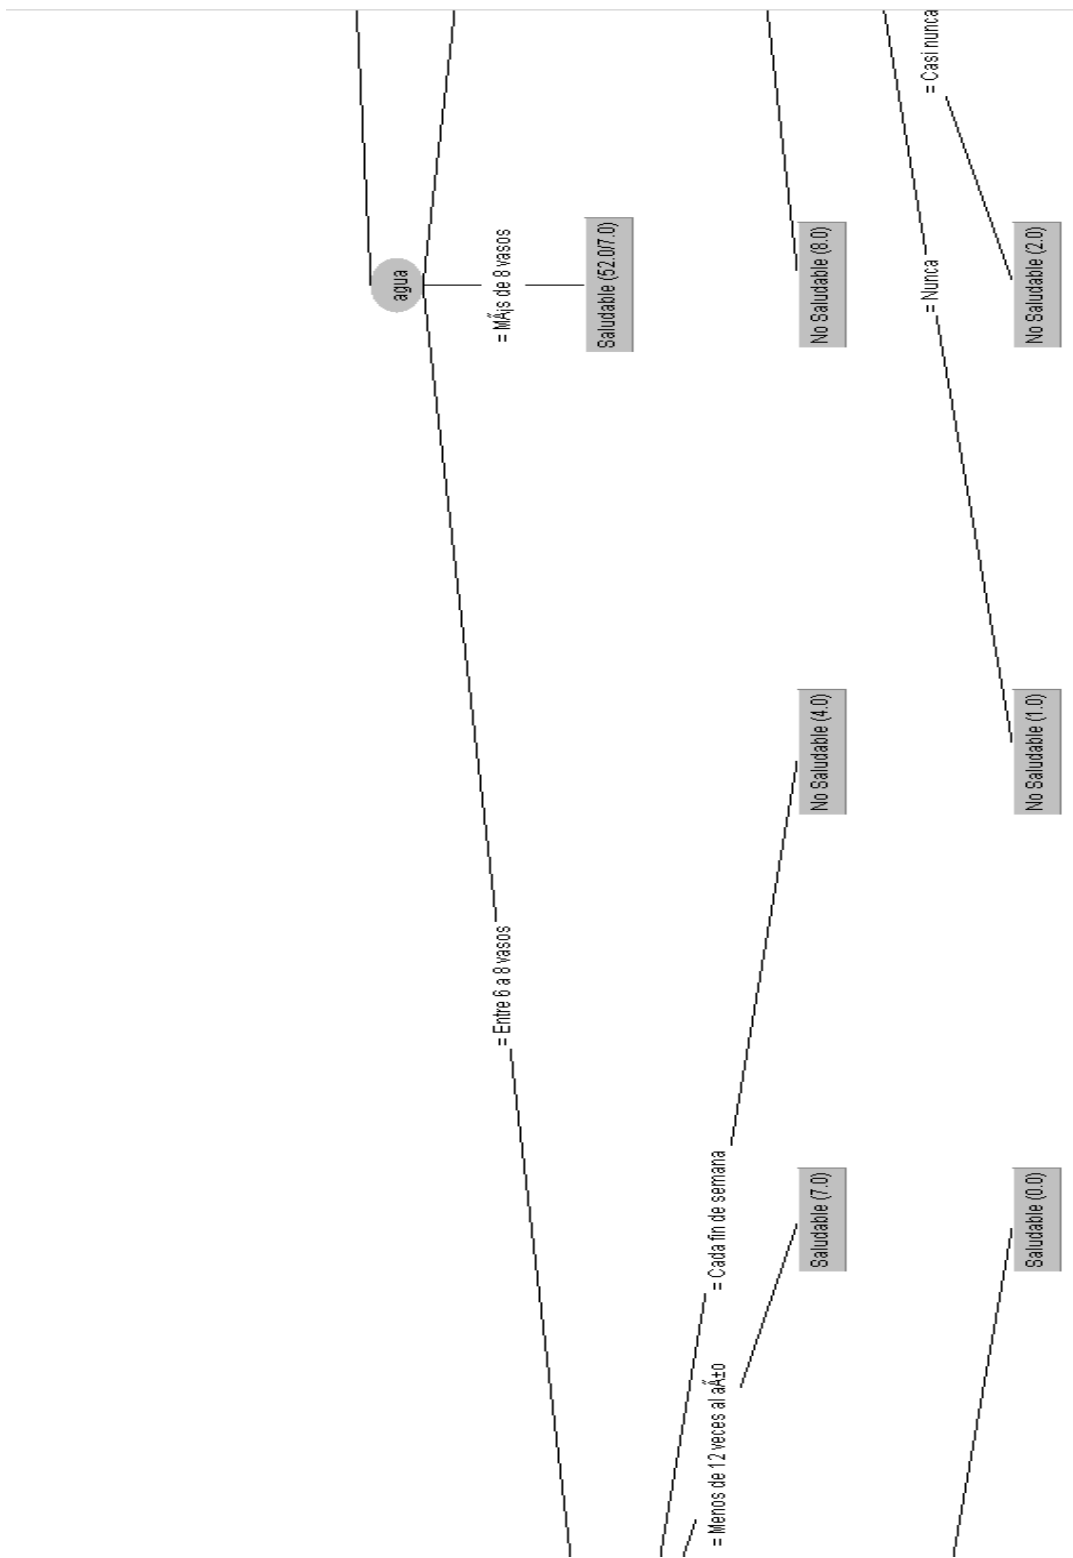 agua
= Entre 6 a 8 vasos
= MÃ¡s de 8 vasos
Saludable (52.0/7.0)
= Menos de 12 veces al aÃ±o
= Cada fin de semana
Saludable (7.0)
No Saludable (4.0)
No Saludable (8.0)
= Nunca
= Casi nunca
Saludable (0.0)
No Saludable (1.0)
No Saludable (2.0)